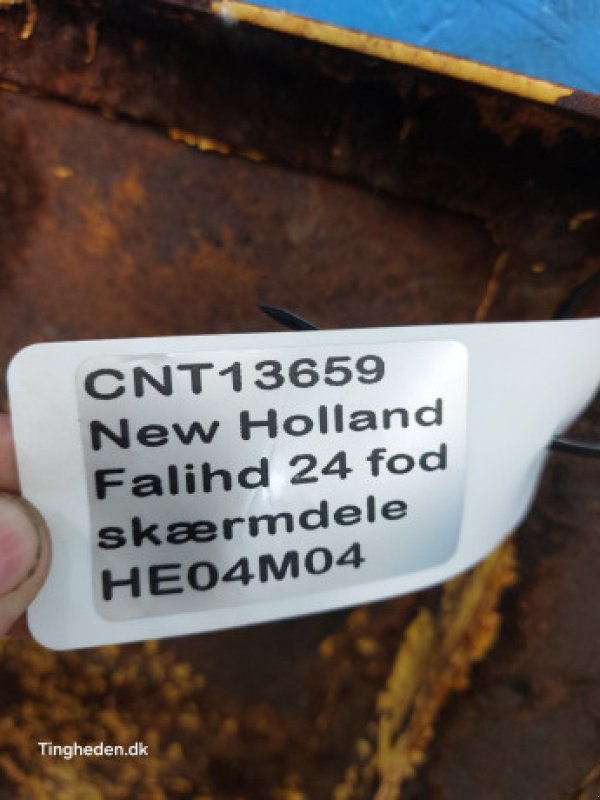 CNT13659
New Holland
Falihd 24 fod
skærmdele
HE04M04
Tingheden.dk